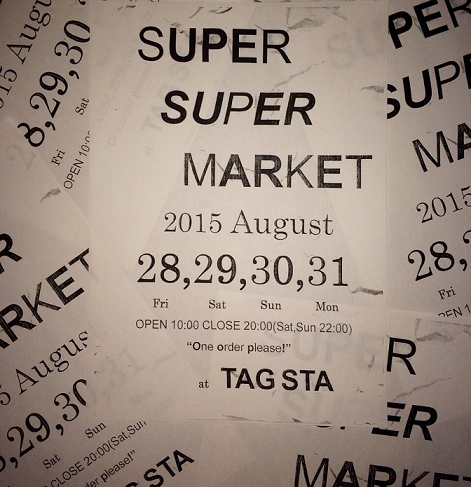 SUPER
SUPER
MARKET
2015 August
28,29,30,31
Fri Sat Sun Mon
OPEN 10:00 CLOSE 20:00(Sat,Sun 22:00)
"One order please!"
at TAG STA